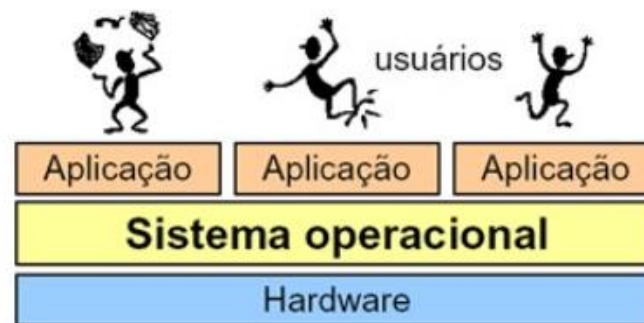 usuários
Aplicação Aplicação Aplicação
Sistema operacional
Hardware